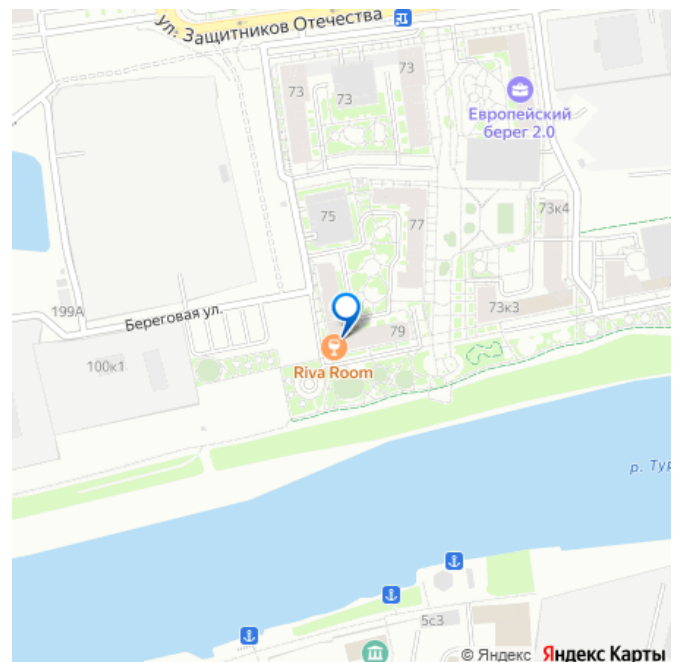 ул. Защитников Отечества
73
73
73
Европейский
берег 2.0
75
77
73к4
199А
Береговая ул.
79
73к3
100к1
Riva Room
р. Тур
5с3
© Яндекс Яндекс Карты